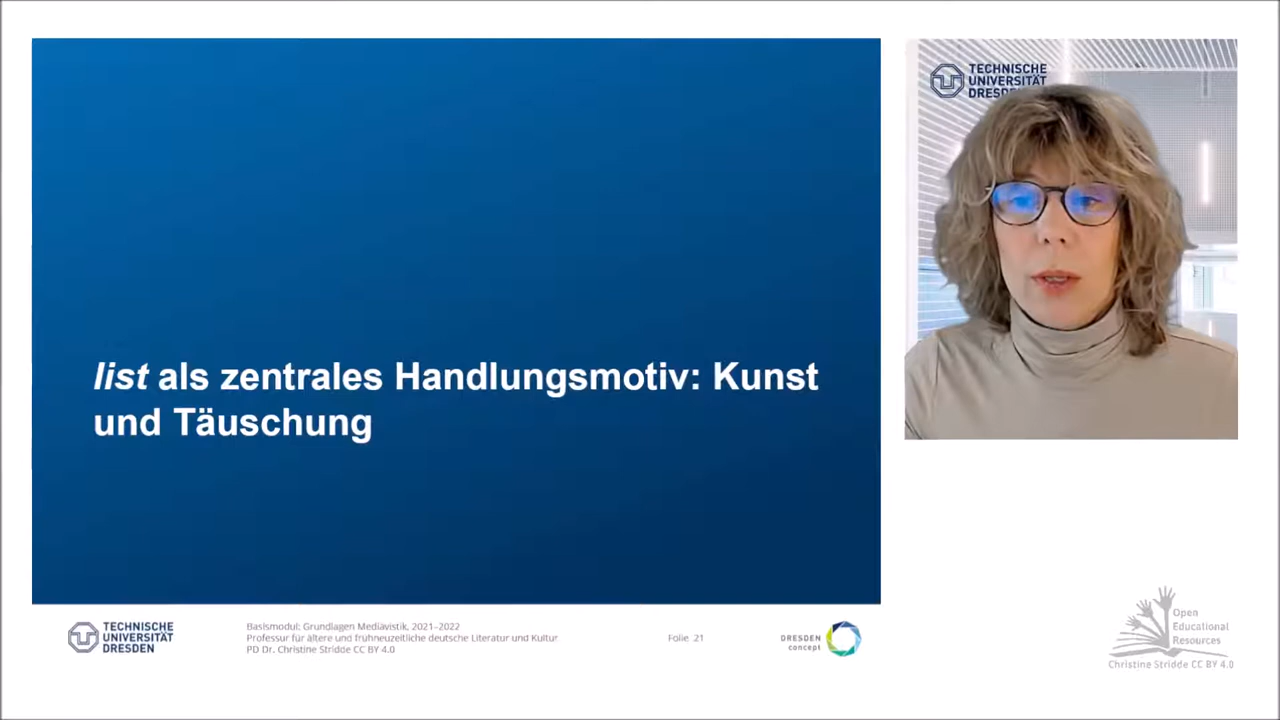 list als zentrales Handlungsmotiv: Kunst
und Täuschung
TECHNISCHE
UNIVERSITÄT
DRESDEN
TECHNISCHE
UNIVERSITÄT
DRESDEN
Basismodul: Grundlagen Mediävistik, 2021–2022
Professur für ältere und frühneuzeitliche deutsche Literatur und Kultur
PD Dr. Christine Stridde CC BY 4.0
Folie 21
DRESDEN
concept
Open
Educational
Resources
Christine Stridde CC BY 4.0